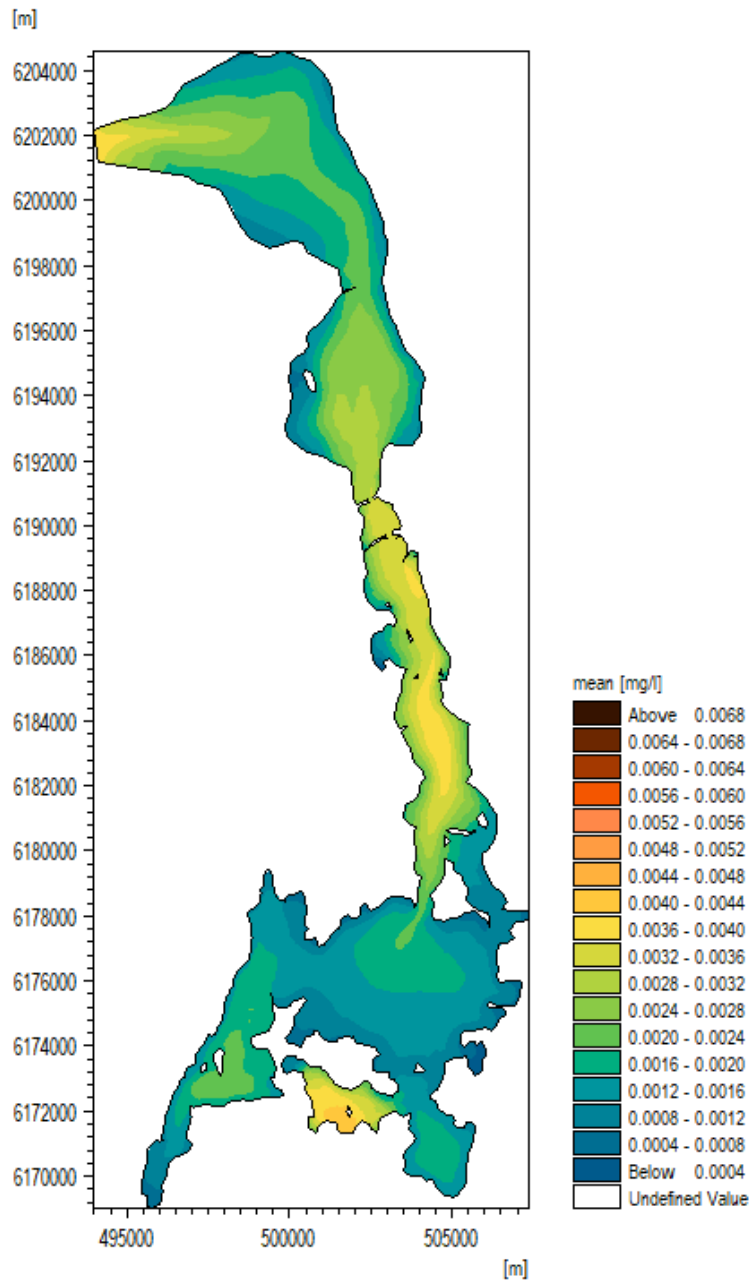 [m]
6204000
6202000
6200000
6198000
6196000
6194000
6192000
6190000
6188000
6186000
6184000
6182000
6180000
6178000
6176000
6174000
6172000
6170000
495000 500000 505000
[m]
mean [mg/l]
Above 0.0068
0.0064 - 0.0068
0.0060 - 0.0064
0.0056 - 0.0060
0.0052 - 0.0056
0.0048 - 0.0052
0.0044 - 0.0048
0.0040 - 0.0044
0.0036 - 0.0040
0.0032 - 0.0036
0.0028 - 0.0032
0.0024 - 0.0028
0.0020 - 0.0024
0.0016 - 0.0020
0.0012 - 0.0016
0.0008 - 0.0012
0.0004 - 0.0008
Below 0.0004
Undefined Value